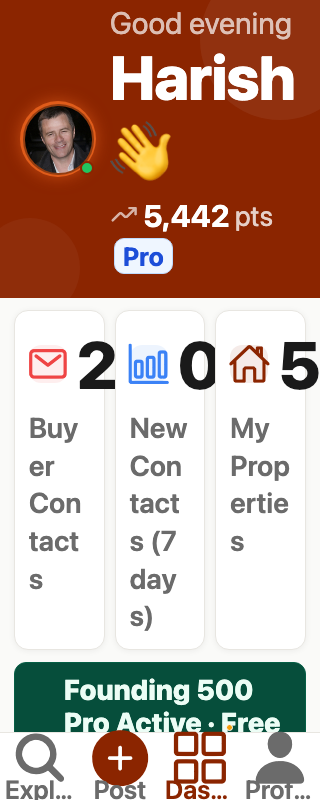 Good evening
Harish
👋
5,442 pts
Pro
2
Buy
er
Con
tact
s
0
New
Con
tact
s (7
day
s)
5
My
Prop
ertie
s
Founding 500
Pro Active · Free
Expl...
Post
Das...
Prof...